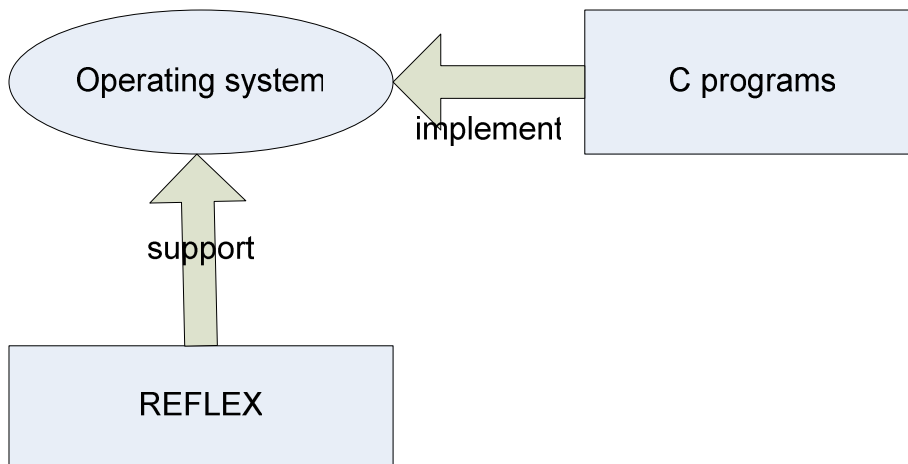 Operating system
C programs
implement
support
REFLEX